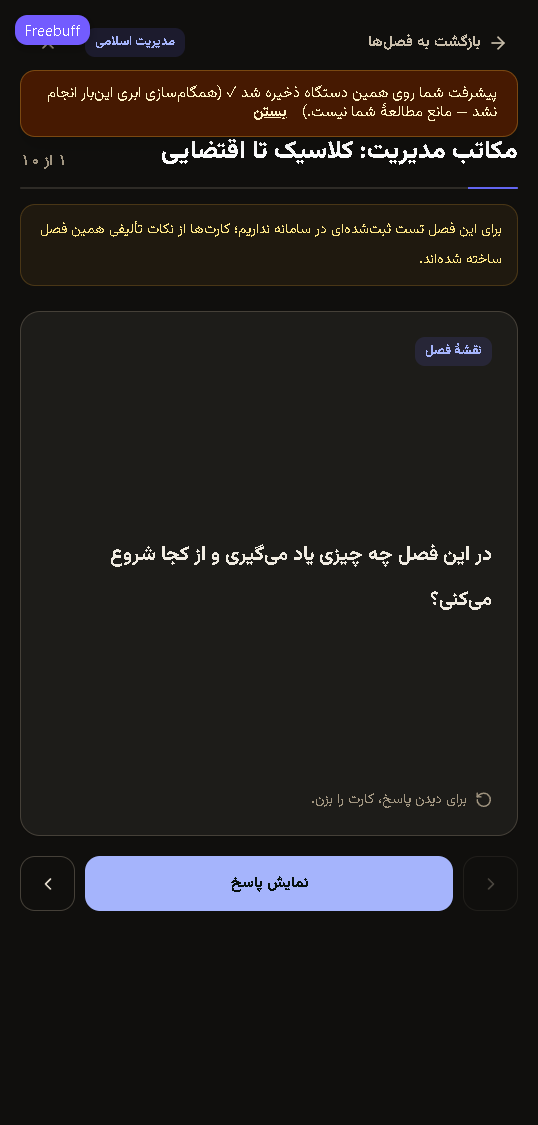 Freebuff
بازگشت به فصل‌ها
مدیریت اسلامی
پیشرفت شما روی همین دستگاه ذخیره شد ✓ (همگام‌سازی ابری این‌بار انجام
نشد — مانع مطالعهٔ شما نیست.) بستن
مکاتب مدیریت: کلاسیک تا اقتضایی
۱ از ۱۰
برای این فصل تست ثبت‌شده‌ای در سامانه نداریم؛ کارت‌ها از نکات تألیفی همین فصل
ساخته شده‌اند.
نقشهٔ فصل
در این فصل چه چیزی یاد می‌گیری و از کجا شروع
می‌کنی؟
برای دیدن پاسخ، کارت را بزن.
نمایش پاسخ